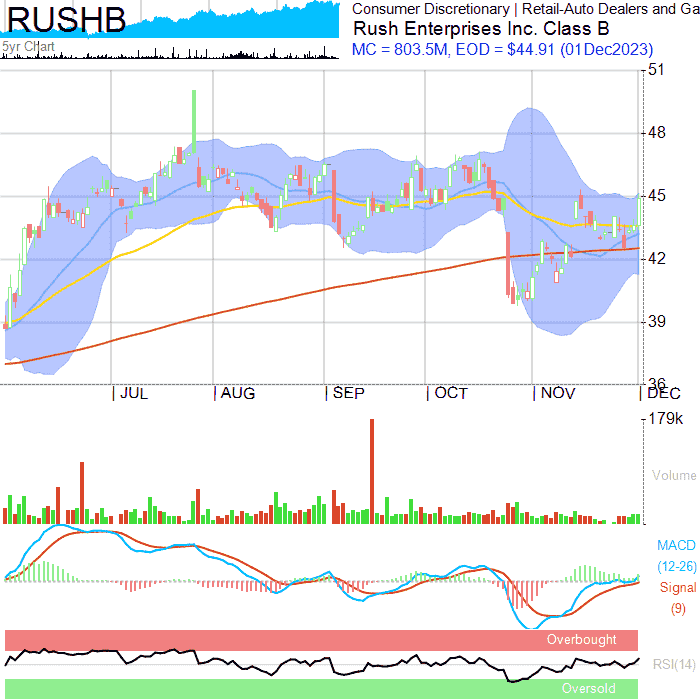 RUSHB
5yr Chart
Consumer Discretionary | Retail-Auto Dealers and Ga
Rush Enterprises Inc. Class B
MC = 803.5M, EOD = $44.91 (01Dec2023)
51
48
45
42
39
36
JUL AUG SEP OCT NOV DEC
179k
Volume
MACD
(12-26)
Signal
(9)
Overbought
RSI(14)
Oversold